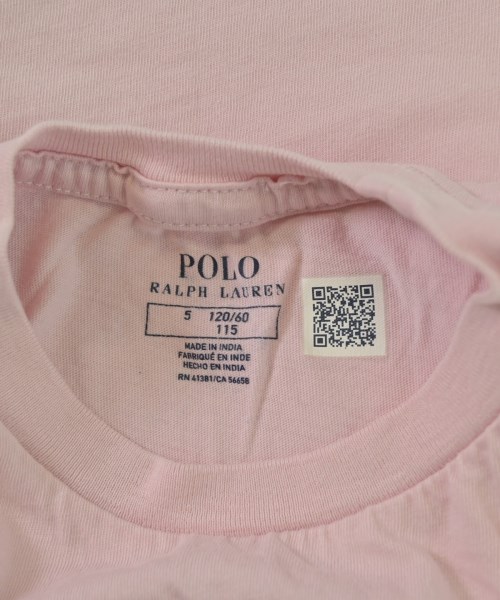 POLO
RALPH LAUREN
5 120/60
115
MADE IN INDIA
FABRIQUÉ EN INDE
HECHO EN INDIA
RN 41381/CA 56658